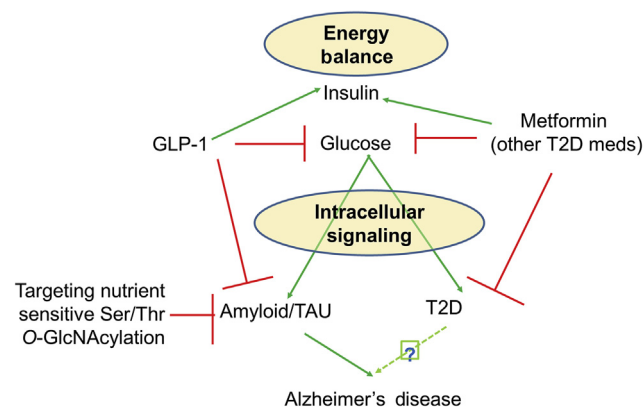 Energy
balance
Insulin
GLP-1
Glucose
Metformin
(other T2D meds)
Intracellular
signaling
Targeting nutrient
sensitive Ser/Thr
O-GlcNAcylation
Amyloid/TAU
T2D
?
Alzheimer's disease